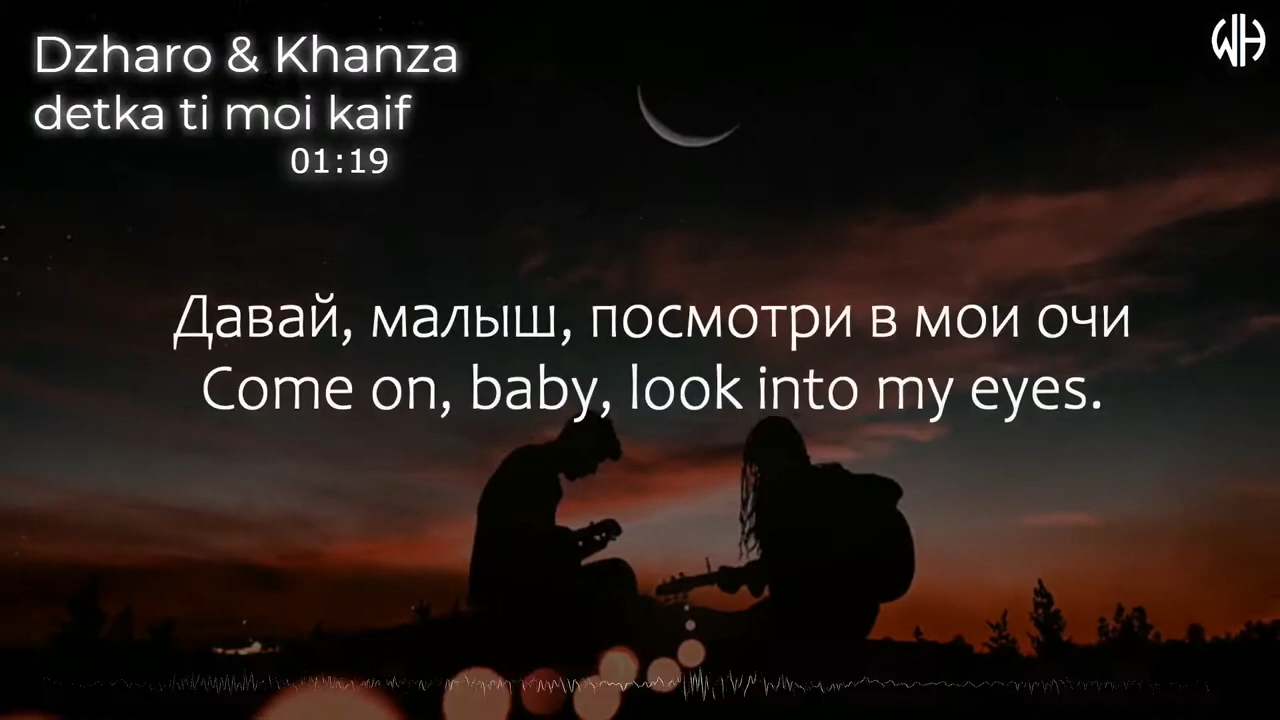 Dzharo & Khanza
detka ti moi kaif
01:19
WH
Давай, малыш, посмотри в мои очи
Come on, baby, look into my eyes.